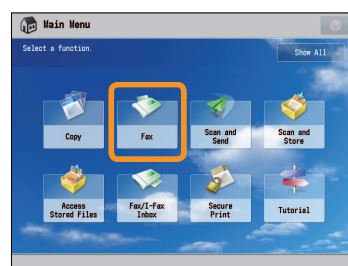 Main Menu
Select a function.
Show All
Copy
Fax
Scan and
Send
Scan and
Store
Access
Stored Files
Fax/I-Fax
Inbox
Secure
Print
Tutorial